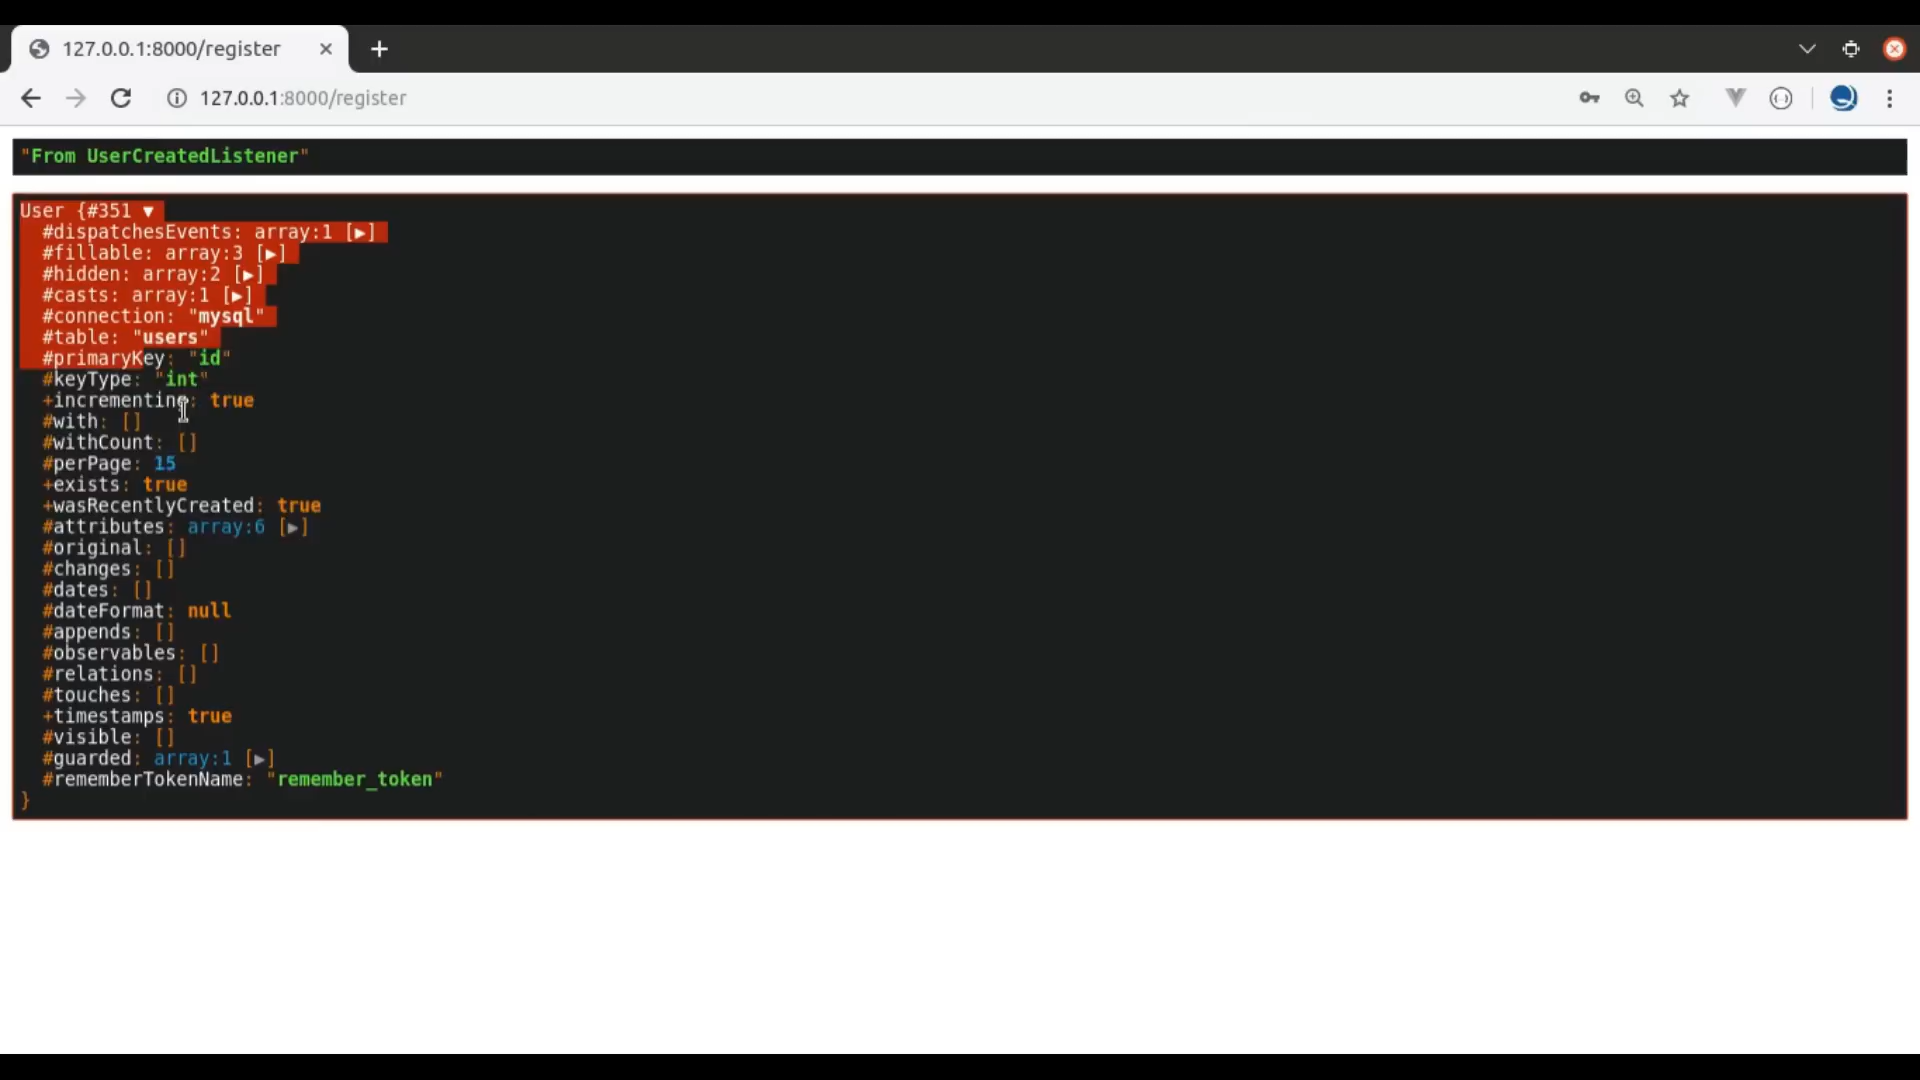 127.0.0.1:8000/register
127.0.0.1:8000/register
"From UserCreatedListener"
User {#351 ▼
#dispatchesEvents: array:1 [▶]
#fillable: array:3 [▶]
#hidden: array:2 [▶]
#casts: array:1 [▶]
#connection: "mysql"
#table: "users"
#primaryKey: "id"
#keyType: "int"
+incrementing: true
#with: []
#withCount: []
#perPage: 15
+exists: true
+wasRecentlyCreated: true
#attributes: array:6 [▶]
#original: []
#changes: []
#dates: []
#dateFormat: null
#appends: []
#observables: []
#relations: []
#touches: []
+timestamps: true
#visible: []
#guarded: array:1 [▶]
#rememberTokenName: "remember_token"
}